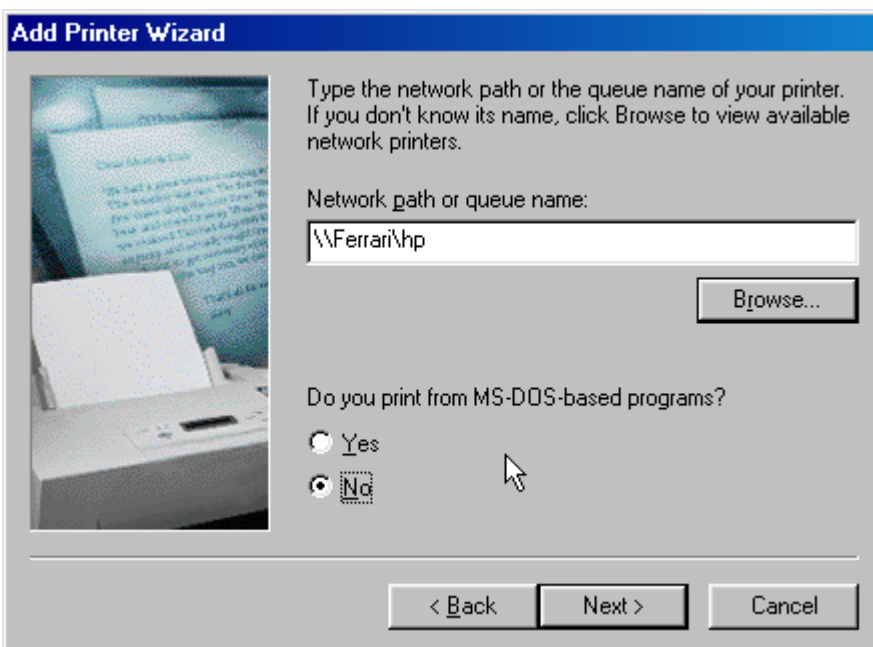 Add Printer Wizard
Type the network path or the queue name of your printer.
If you don't know its name, click Browse to view available
network printers.
Network path or queue name:
\\Ferrari\hp
Browse...
Do you print from MS-DOS-based programs?
Yes
No
< Back
Next >
Cancel